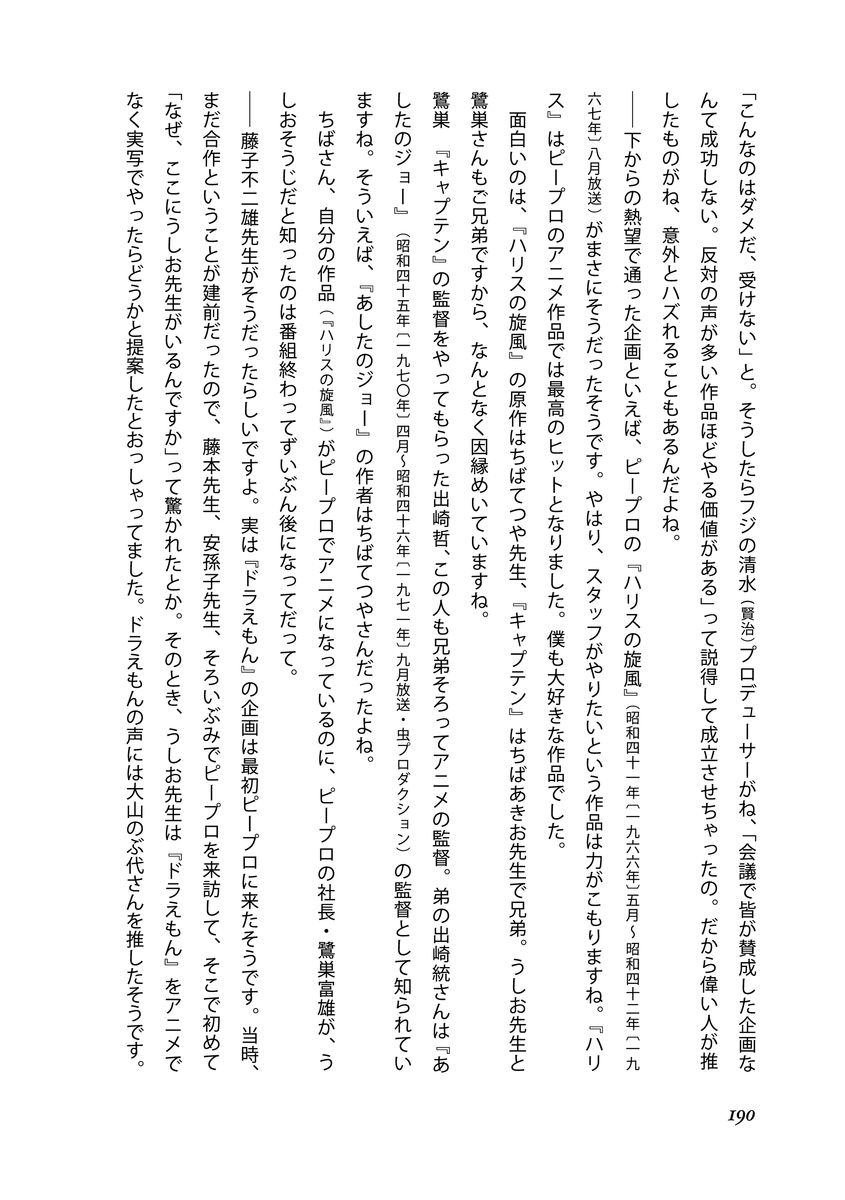 「こんなのはダメだ、受けない」と。そうしたらフジの清水（賢治）プロデューサーがね、「会議で皆が賛成した企画な
んて成功しない。反対の声が多い作品ほどやる価値がある」って説得して成立させちゃったの。だから偉い人が推
したものがね、意外とハズれることもあるんだよね。
――下からの熱望で通った企画といえば、ピープロの『ハリスの旋風』（昭和四十一年〔一九六六年〕五月〜昭和四十二年〔一九
六七年〕八月放送）がまさにそうだったそうです。やはり、スタッフがやりたいという作品は力がこもりますね。『ハリ
ス』はピープロのアニメ作品では最高のヒットとなりました。僕も大好きな作品でした。
　面白いのは、『ハリスの旋風』の原作はちばてつや先生、『キャプテン』はちばあきお先生で兄弟。うしお先生と
鷺巣さんもご兄弟ですから、なんとなく因縁めいていますね。
鷺巣　『キャプテン』の監督をやってもらった出崎哲、この人も兄弟そろってアニメの監督。弟の出崎統さんは『あ
したのジョー』（昭和四十五年〔一九七〇年〕四月〜昭和四十六年〔一九七一年〕九月放送・虫プロダクション）の監督として知られてい
ますね。そういえば、『あしたのジョー』の作者はちばてつやさんだったよね。
　ちばさん、自分の作品（『ハリスの旋風』）がピープロでアニメになっているのに、ピープロの社長・鷺巣富雄が、う
しおそうじだと知ったのは番組終わってずいぶん後になってだって。
――藤子不二雄先生がそうだったらしいですよ。実は『ドラえもん』の企画は最初ピープロに来たそうです。当時、
まだ合作ということが建前だったので、藤本先生、安孫子先生、そろいぶみでピープロを来訪して、そこで初めて
「なぜ、ここにうしお先生がいるんですか」って驚かれたとか。そのとき、うしお先生は『ドラえもん』をアニメで
なく実写でやったらどうかと提案したとおっしゃってました。ドラえもんの声には大山のぶ代さんを推したそうです。
190